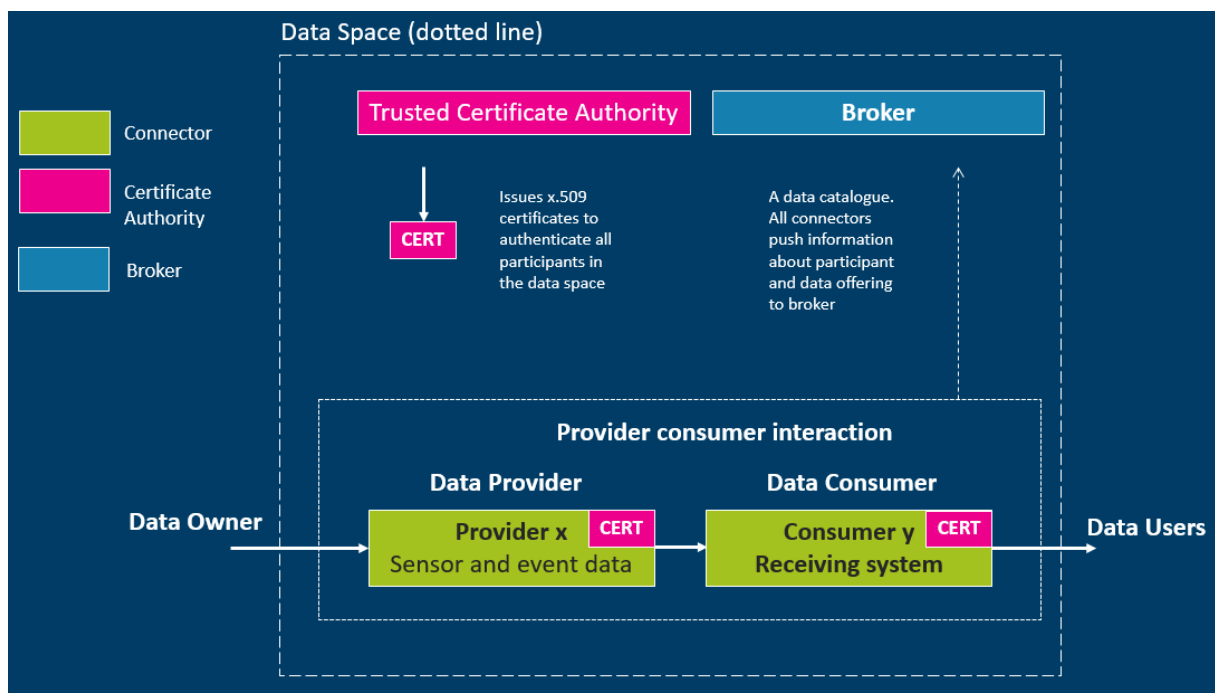 Data Space (dotted line)
Connector
Certificate
Authority
Broker
Trusted Certificate Authority
Broker
CERT
Issues x.509
certificates to
authenticate all
participants in
the data space
A data catalogue.
All connectors
push information
about participant
and data offering
to broker
Provider consumer interaction
Data Provider
Data Consumer
Data Owner
Provider x
CERT
Sensor and event data
Consumer y
CERT
Receiving system
Data Users